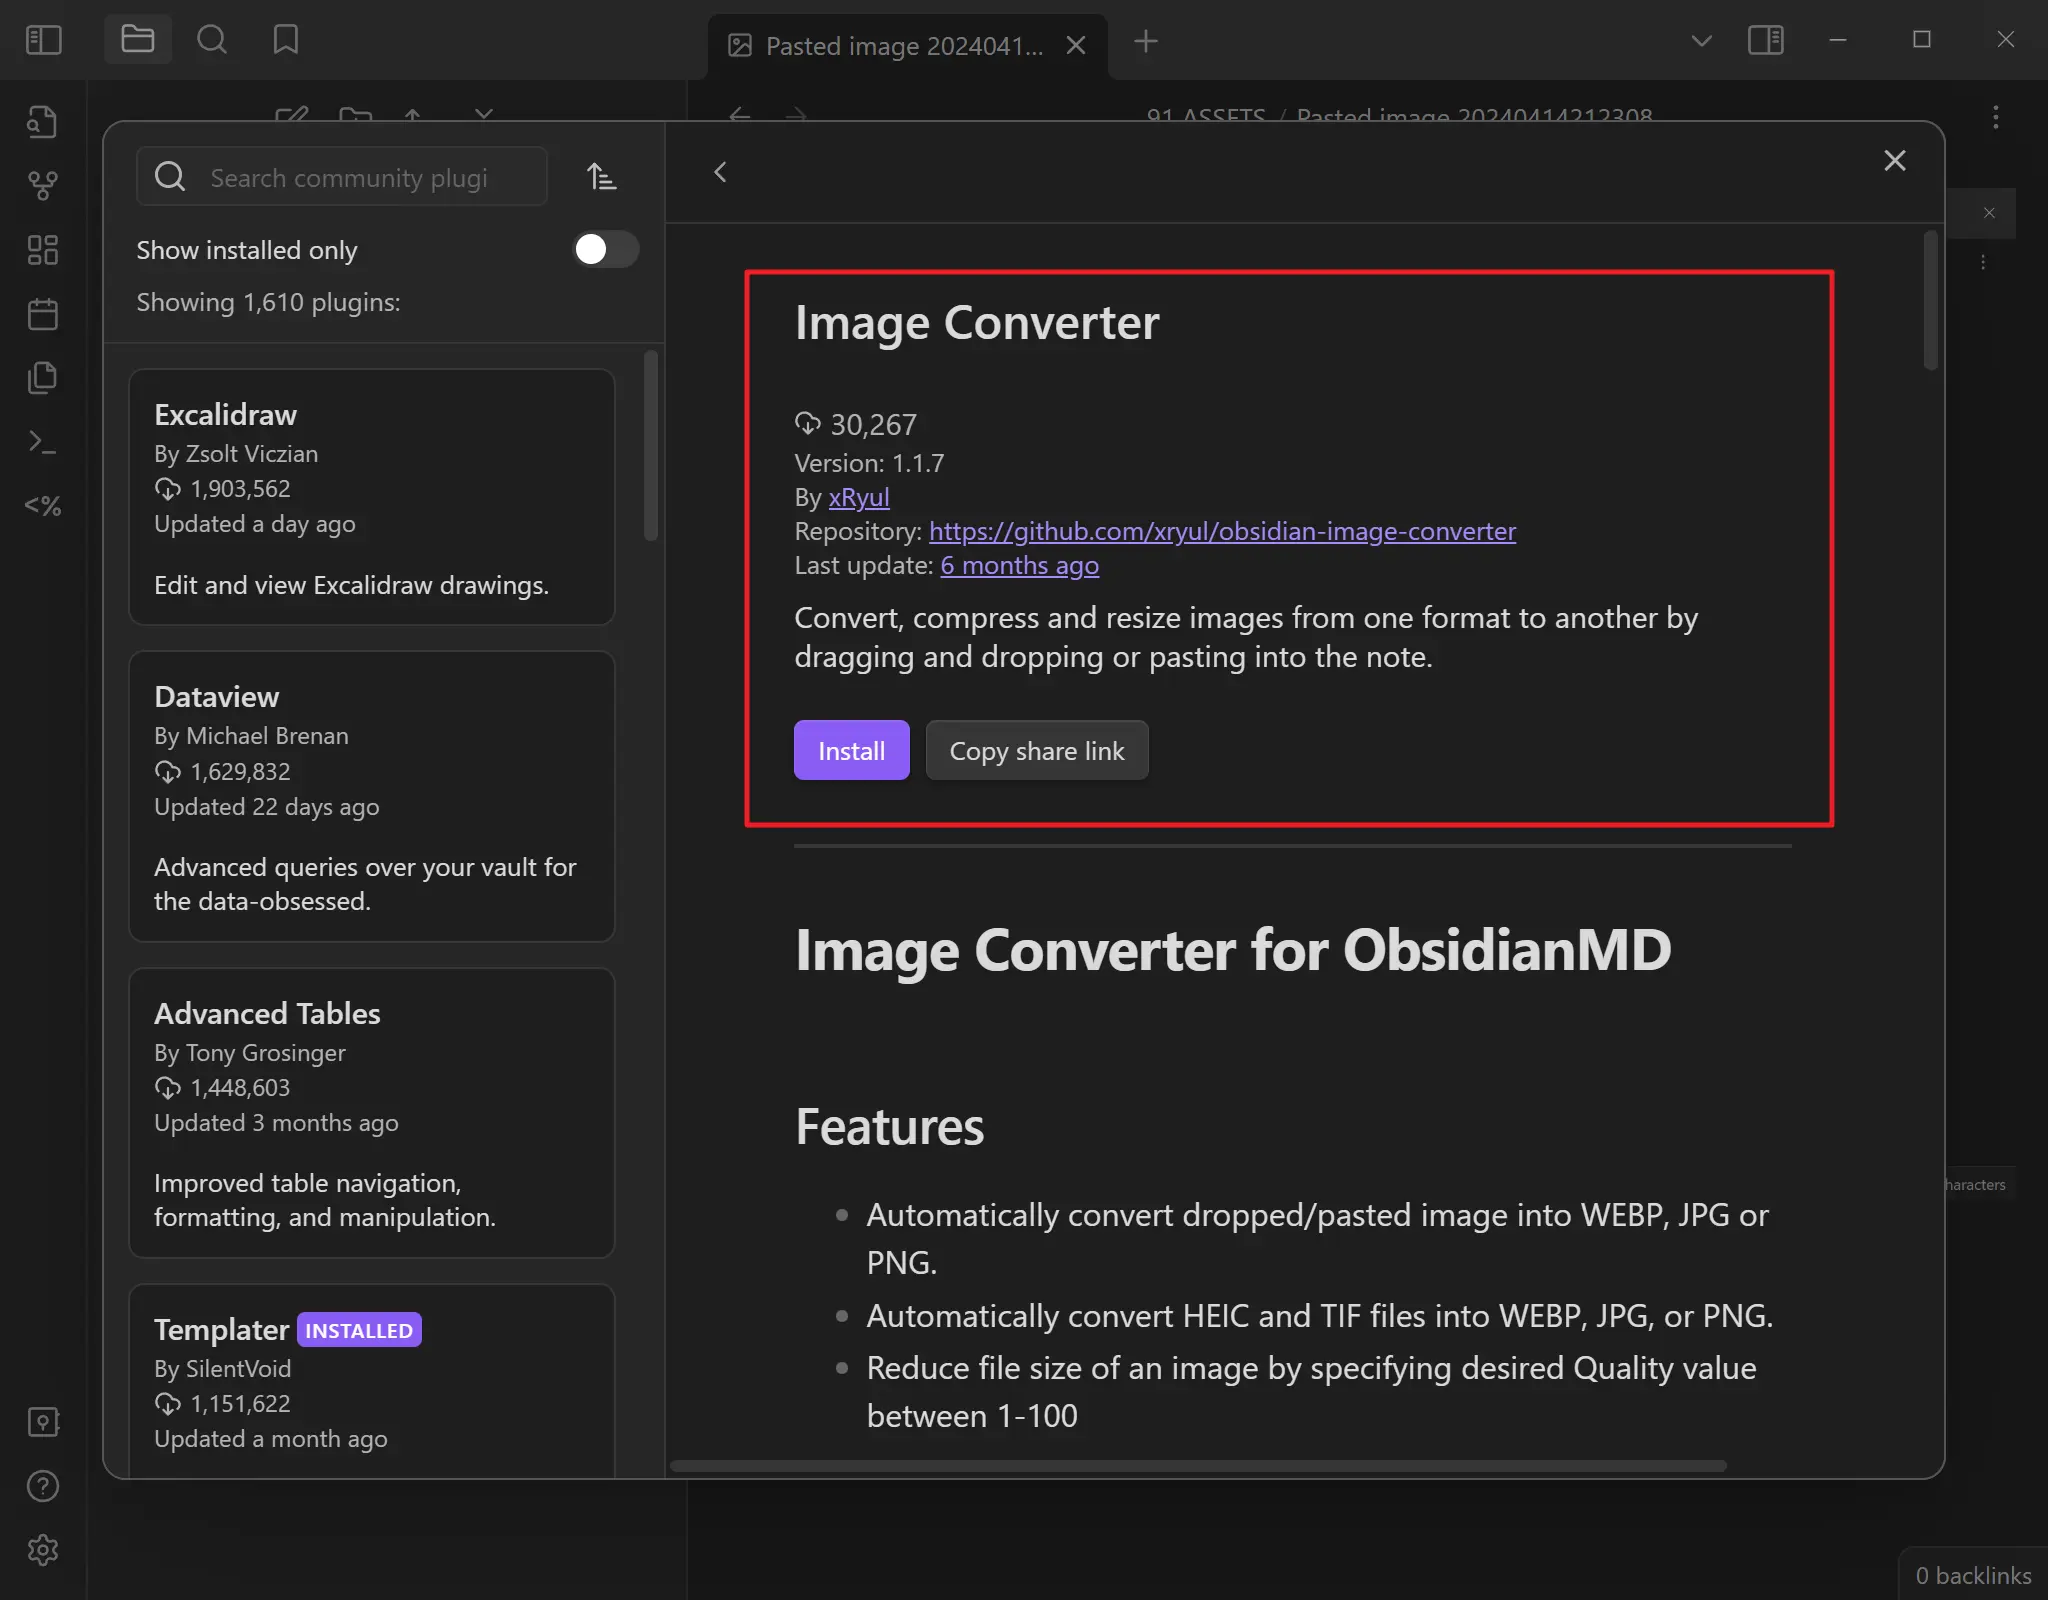 Pasted image 2024041...
91 ASSETS / Pasted image 20240414212308
Search community plugi
Show installed only
Showing 1,610 plugins:
Excalidraw
By Zsolt Viczian
1,903,562
Updated a day ago
Edit and view Excalidraw drawings.
Dataview
By Michael Brenan
1,629,832
Updated 22 days ago
Advanced queries over your vault for
the data-obsessed.
Advanced Tables
By Tony Grosinger
1,448,603
Updated 3 months ago
Improved table navigation,
formatting, and manipulation.
Templater INSTALLED
By SilentVoid
1,151,622
Updated a month ago
Image Converter
30,267
Version: 1.1.7
By xRyul
Repository: https://github.com/xryul/obsidian-image-converter
Last update: 6 months ago
Convert, compress and resize images from one format to another by
dragging and dropping or pasting into the note.
Install Copy share link
Image Converter for ObsidianMD
Features
Automatically convert dropped/pasted image into WEBP, JPG or
PNG.
Automatically convert HEIC and TIF files into WEBP, JPG, or PNG.
Reduce file size of an image by specifying desired Quality value
between 1-100
haracters
0 backlinks